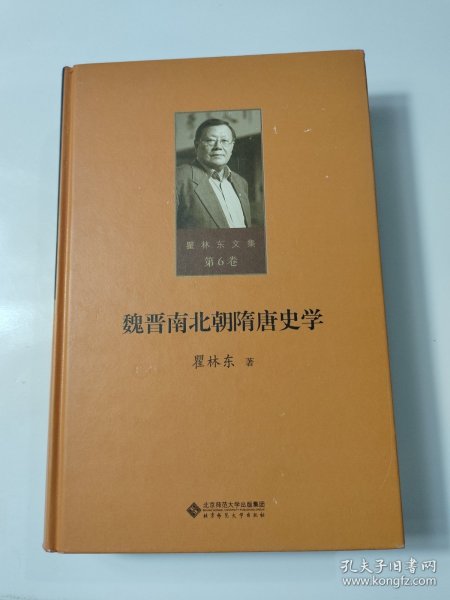 瞿林东文集
第6卷
魏晋南北朝隋唐史学
瞿林东 著
北京师范大学出版集团
北京师范大学出版社
孔夫子旧书网
www.kongfz.com